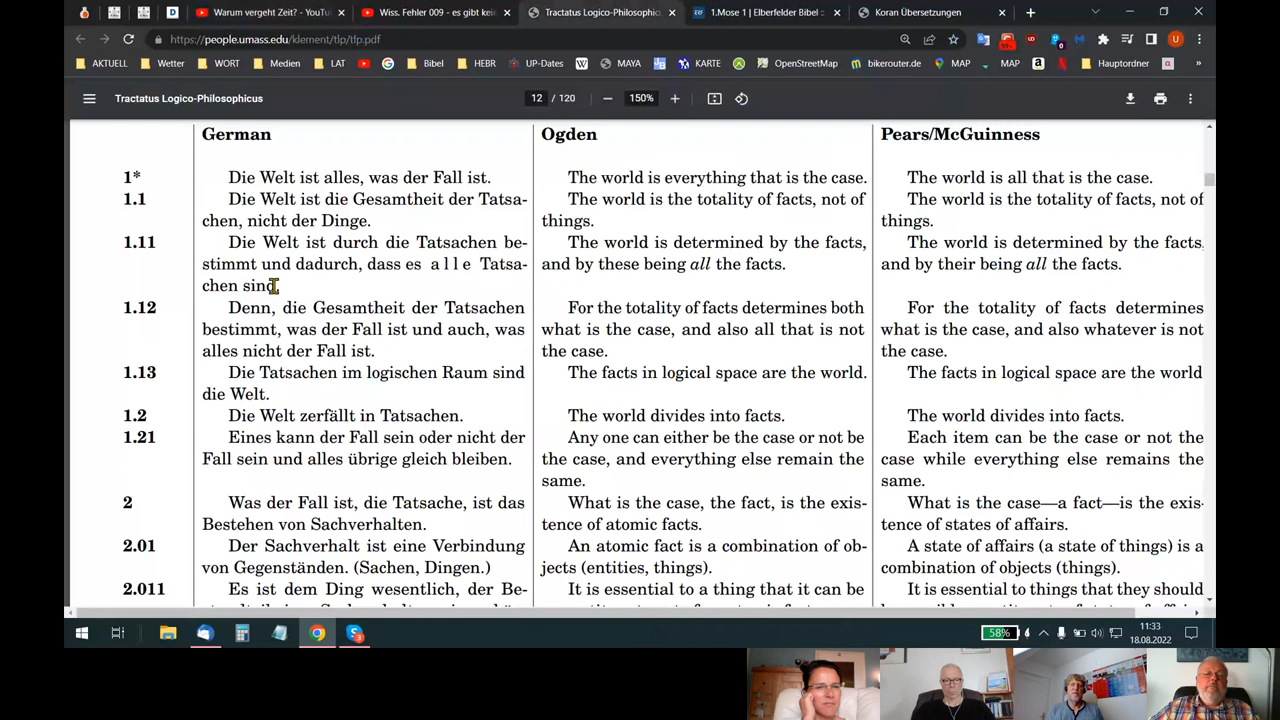 Warum vergeht Zeit? - YouTu
Wiss. Fehler 009 – es gibt kei
Tractatus Logico-Philosophic
1.Mose 1 | Elberfelder Bibel ::
Koran Übersetzungen
https://people.umass.edu/klement/tlp/tlp.pdf
AKTUELL Wetter WORT Medien LAT Bibel HEBR UP-Dates MAYA KARTE OpenStreetMap bikerouter.de MAP MAP Hauptordner »
Tractatus Logico-Philosophicus
12 / 120 — 150% +
German Ogden Pears/McGuinness
1* Die Welt ist alles, was der Fall ist. The world is everything that is the case. The world is all that is the case.
1.1 Die Welt ist die Gesamtheit der Tatsa- The world is the totality of facts, not of The world is the totality of facts, not of
chen, nicht der Dinge. things. things.
1.11 Die Welt ist durch die Tatsachen be- The world is determined by the facts, The world is determined by the facts,
stimmt und dadurch, dass es a l l e Tatsa- and by these being all the facts. and by their being all the facts.
chen sind.
1.12 Denn, die Gesamtheit der Tatsachen For the totality of facts determines both For the totality of facts determines
bestimmt, was der Fall ist und auch, was what is the case, and also all that is not what is the case, and also whatever is not
alles nicht der Fall ist. the case. the case.
1.13 Die Tatsachen im logischen Raum sind The facts in logical space are the world. The facts in logical space are the world
die Welt.
1.2 Die Welt zerfällt in Tatsachen. The world divides into facts. The world divides into facts.
1.21 Eines kann der Fall sein oder nicht der Any one can either be the case or not be Each item can be the case or not the
Fall sein und alles übrige gleich bleiben. the case, and everything else remain the case while everything else remains the
same. same.
2 Was der Fall ist, die Tatsache, ist das What is the case, the fact, is the exis- What is the case—a fact—is the exis-
Bestehen von Sachverhalten. tence of atomic facts. tence of states of affairs.
2.01 Der Sachverhalt ist eine Verbindung An atomic fact is a combination of ob- A state of affairs (a state of things) is a
von Gegenständen. (Sachen, Dingen.) jects (entities, things). combination of objects (things).
2.011 Es ist dem Ding wesentlich, der Be- It is essential to a thing that it can be It is essential to things that they should
58% 11:33
18.08.2022